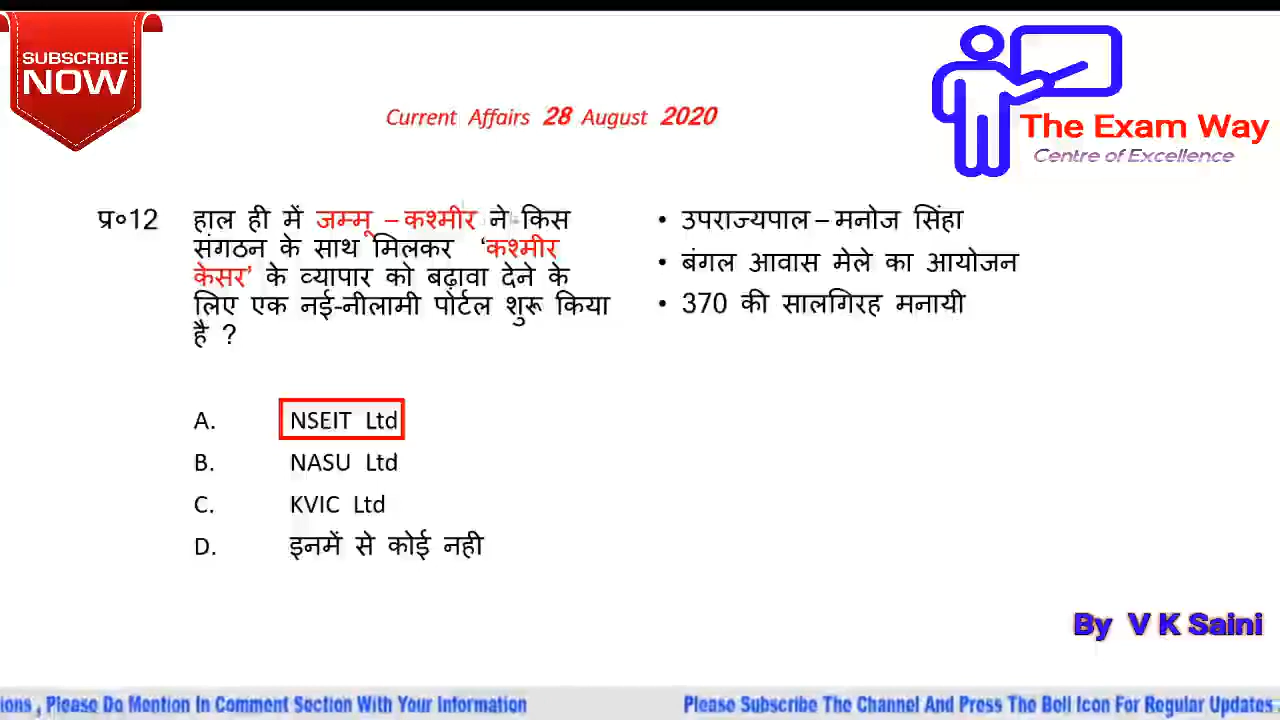 SUBSCRIBE
NOW
Current Affairs 28 August 2020
The Exam Way
Centre of Excellence
प्र०12 हाल ही में जम्मू – कश्मीर ने किस
संगठन के साथ मिलकर ‘कश्मीर
केसर’ के व्यापार को बढ़ावा देने के
लिए एक नई-नीलामी पोर्टल शुरू किया
है ?
A. NSEIT Ltd
B. NASU Ltd
C. KVIC Ltd
D. इनमें से कोई नही
• उपराज्यपाल – मनोज सिंहा
• बंगल आवास मेले का आयोजन
• 370 की सालगिरह मनायी
By V K Saini
ions , Please Do Mention In Comment Section With Your Information
Please Subscribe The Channel And Press The Bell Icon For Regular Updates